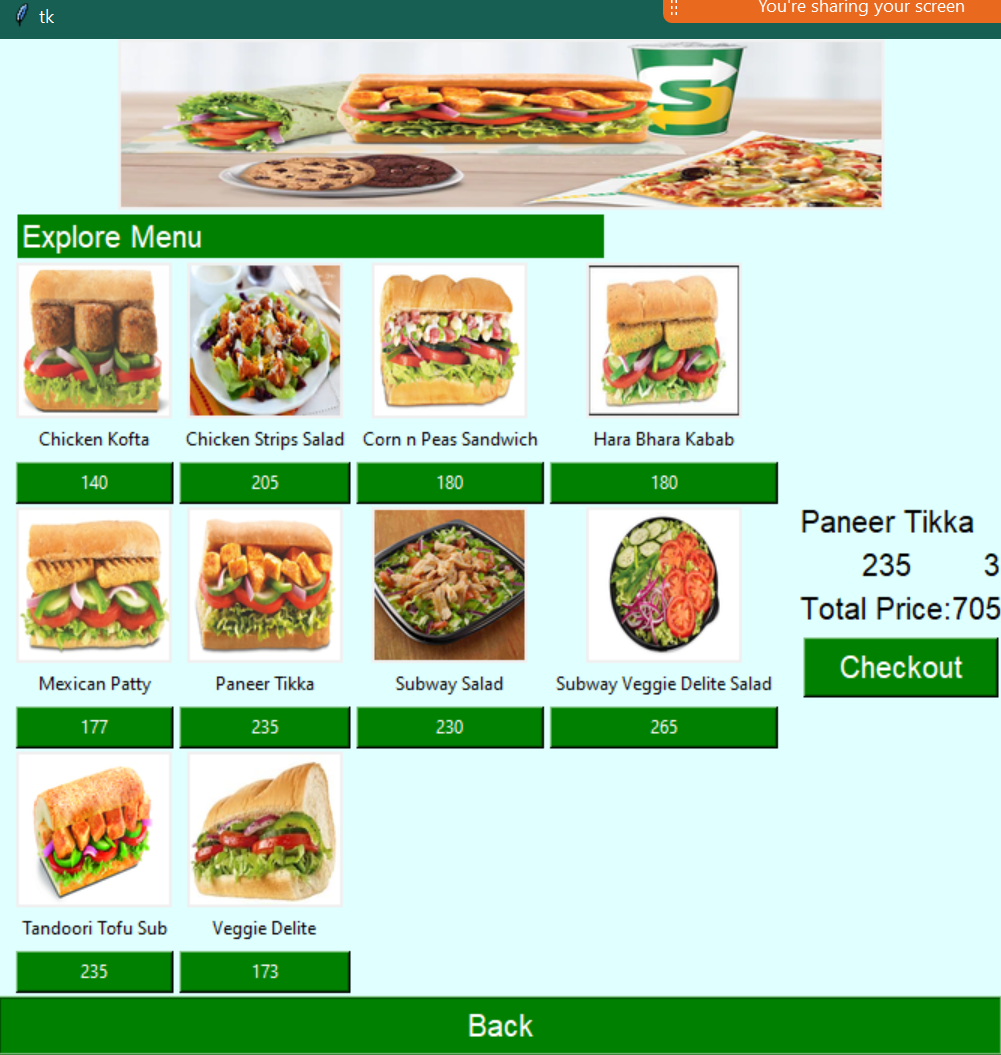 tk
You're sharing your screen
Explore Menu
Chicken Kofta
Chicken Strips Salad
Corn n Peas Sandwich
Hara Bhara Kabab
140
205
180
180
Mexican Patty
Paneer Tikka
Subway Salad
Subway Veggie Delite Salad
177
235
230
265
Tandoori Tofu Sub
Veggie Delite
235
173
Paneer Tikka
235 3
Total Price:705
Checkout
Back